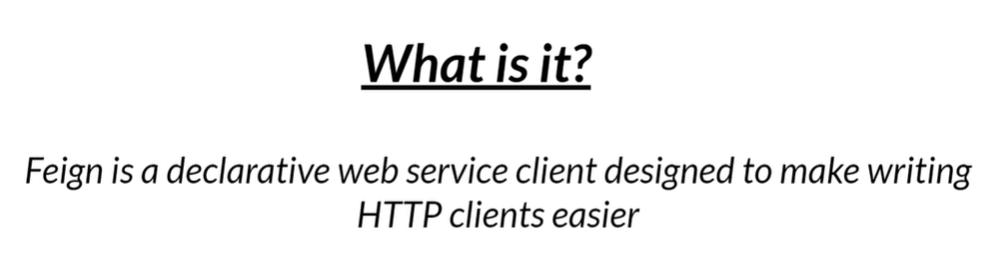 What is it?
Feign is a declarative web service client designed to make writing
HTTP clients easier